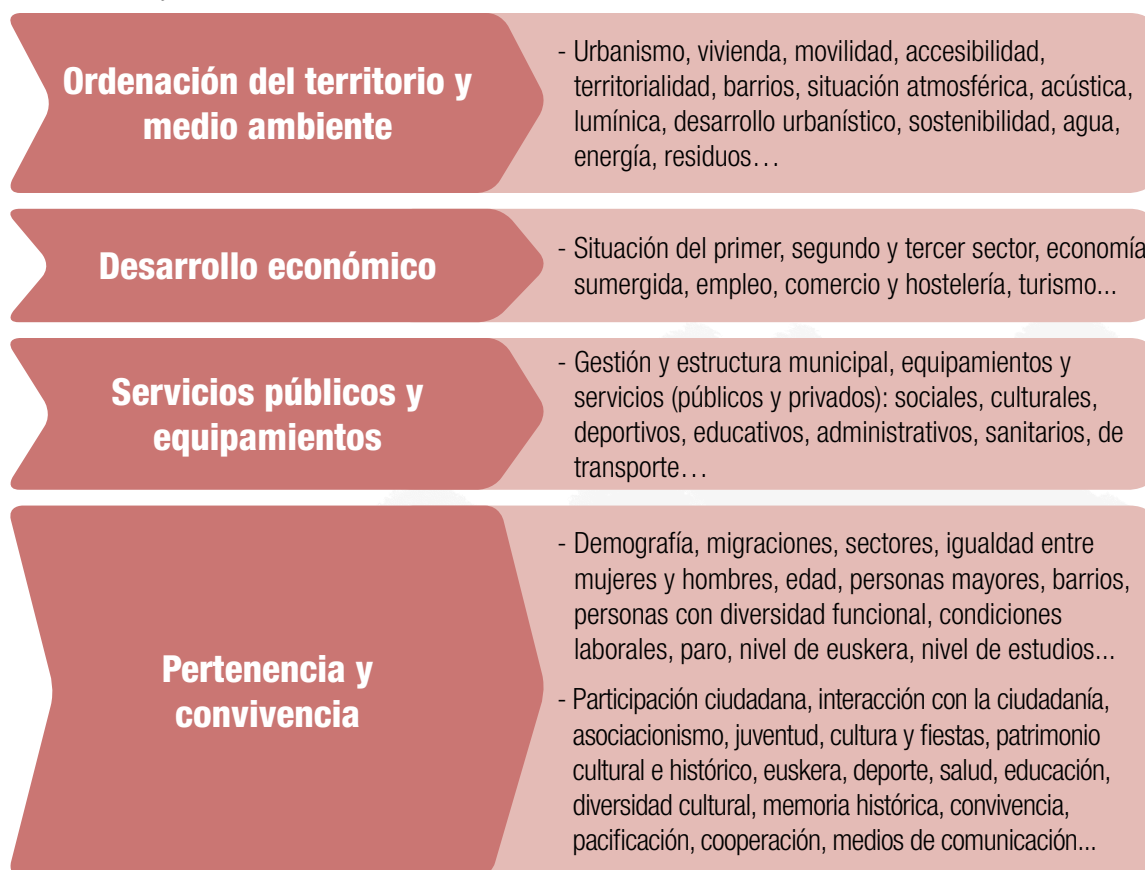 Ordenación del territorio y
medio ambiente
- Urbanismo, vivienda, movilidad, accesibilidad,
territorialidad, barrios, situación atmosférica, acústica,
lumínica, desarrollo urbanístico, sostenibilidad, agua,
energía, residuos…
Desarrollo económico
- Situación del primer, segundo y tercer sector, economía
sumergida, empleo, comercio y hostelería, turismo...
Servicios públicos y
equipamientos
- Gestión y estructura municipal, equipamientos y
servicios (públicos y privados): sociales, culturales,
deportivos, educativos, administrativos, sanitarios, de
transporte…
Pertenencia y
convivencia
- Demografía, migraciones, sectores, igualdad entre
mujeres y hombres, edad, personas mayores, barrios,
personas con diversidad funcional, condiciones
laborales, paro, nivel de euskera, nivel de estudios...
- Participación ciudadana, interacción con la ciudadanía,
asociacionismo, juventud, cultura y fiestas, patrimonio
cultural e histórico, euskera, deporte, salud, educación,
diversidad cultural, memoria histórica, convivencia,
pacificación, cooperación, medios de comunicación...